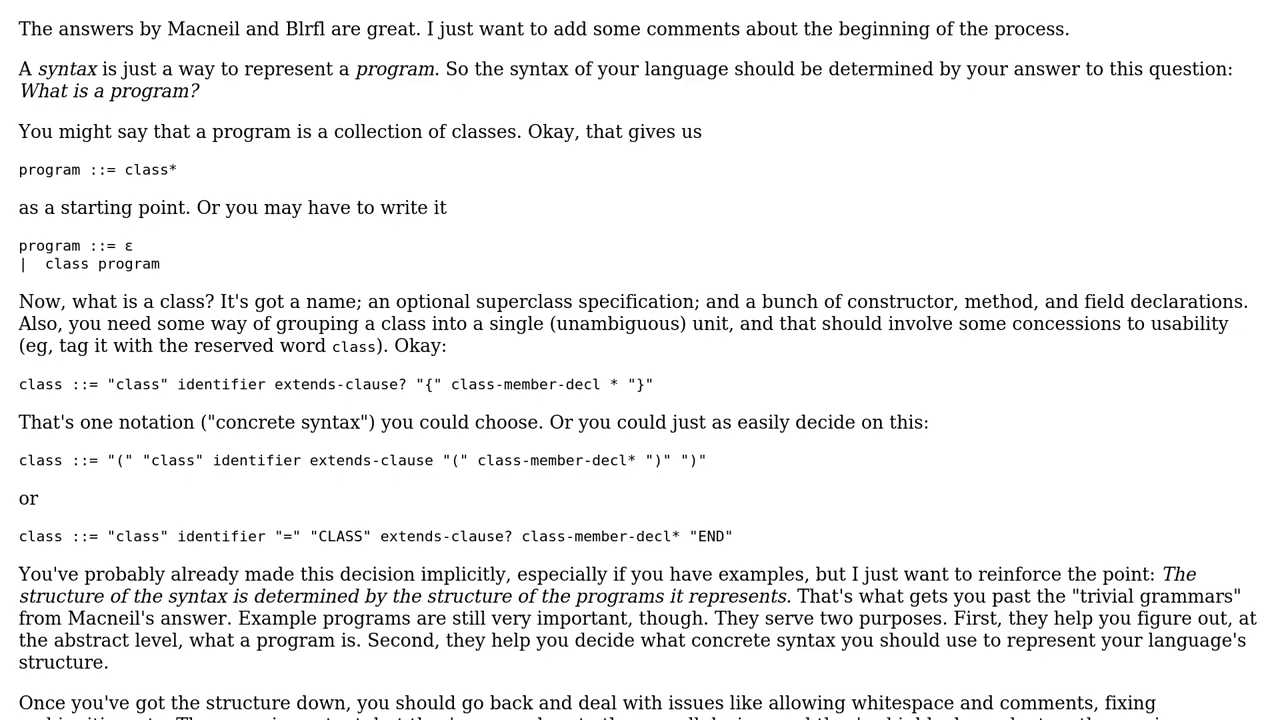 The answers by Macneil and Blrfl are great. I just want to add some comments about the beginning of the process.
A syntax is just a way to represent a program. So the syntax of your language should be determined by your answer to this question:
What is a program?
You might say that a program is a collection of classes. Okay, that gives us
program ::= class*
as a starting point. Or you may have to write it
program ::= ε
|  class program
Now, what is a class? It's got a name; an optional superclass specification; and a bunch of constructor, method, and field declarations.
Also, you need some way of grouping a class into a single (unambiguous) unit, and that should involve some concessions to usability
(eg, tag it with the reserved word class). Okay:
class ::= "class" identifier extends-clause? "{" class-member-decl * "}"
That's one notation ("concrete syntax") you could choose. Or you could just as easily decide on this:
class ::= "(" "class" identifier extends-clause "(" class-member-decl* ")" ")"
or
class ::= "class" identifier "=" "CLASS" extends-clause? class-member-decl* "END"
You've probably already made this decision implicitly, especially if you have examples, but I just want to reinforce the point: The
structure of the syntax is determined by the structure of the programs it represents. That's what gets you past the "trivial grammars"
from Macneil's answer. Example programs are still very important, though. They serve two purposes. First, they help you figure out, at
the abstract level, what a program is. Second, they help you decide what concrete syntax you should use to represent your language's
structure.
Once you've got the structure down, you should go back and deal with issues like allowing whitespace and comments, fixing